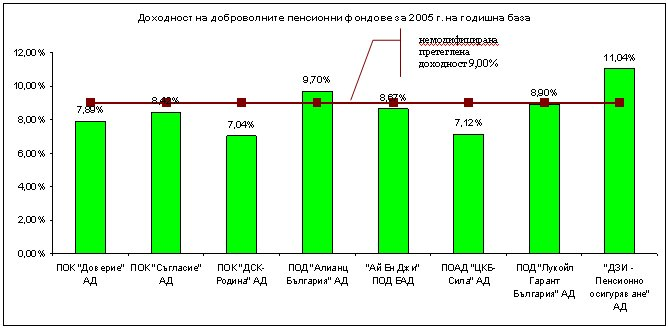 Доходност на доброволните пенсионни фондове за 2005 г. на годишна база
немодифицирана
претеглена
доходност 9,00%
12,00%
10,00%
8,00%
6,00%
4,00%
2,00%
0,00%
7,89%
7,04%
9,70%
8,67%
7,12%
8,90%
11,04%
ПОК "Доверие"
АД
ПОК "Съгласие" АД
ПОК "ДСК-
Родина" АД
ПОД "Алианц
България" АД
"Ай Ен Джи"
ПОД ЕАД
ПОАД "ЦКБ-
Сила" АД
ПОД "Лукойл
Гарант
България" АД
"ДЗИ -
Пенсионно
осигуряване"
АД